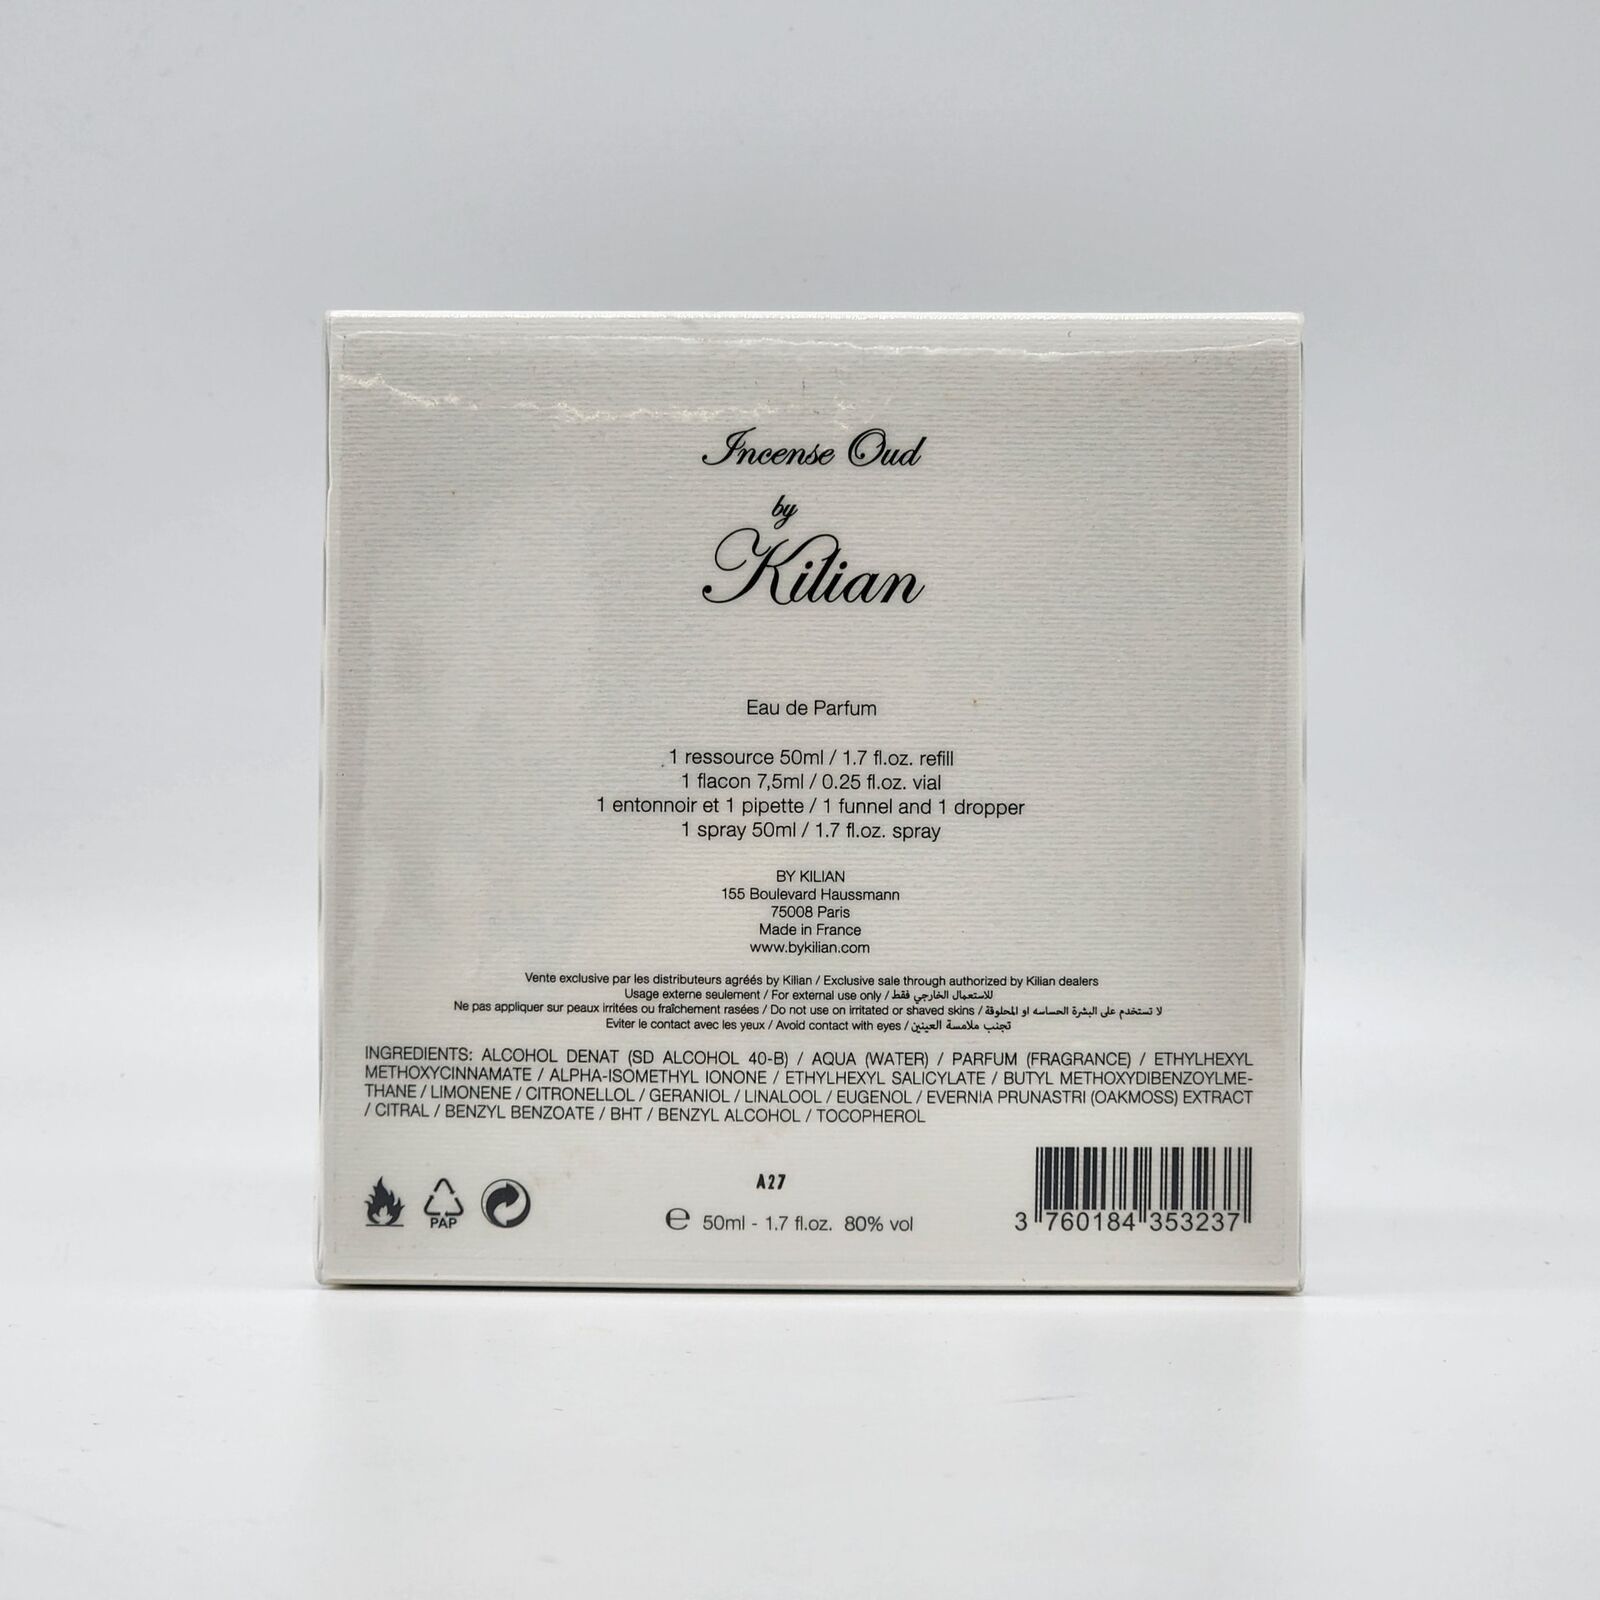 Incense Oud
by
Kilian
Eau de Parfum
1 ressource 50ml / 1.7 fl.oz. refill
1 flacon 7,5ml / 0.25 fl.oz. vial
1 entonnoir et 1 pipette / 1 funnel and 1 dropper
1 spray 50ml / 1.7 fl.oz. spray
BY KILIAN
155 Boulevard Haussmann
75008 Paris
Made in France
www.bykilian.com
Vente exclusive par les distributeurs agréés by Kilian / Exclusive sale through authorized by Kilian dealers
Usage externe seulement / For external use only / للاستعمال الخارجي فقط
Ne pas appliquer sur peaux irritées ou fraîchement rasées / Do not use on irritated or shaved skins / لا تستخدم على البشرة الحساسه او المحلوقة
Eviter le contact avec les yeux / Avoid contact with eyes / تجنب ملامسة العينين
INGREDIENTS: ALCOHOL DENAT (SD ALCOHOL 40-B) / AQUA (WATER) / PARFUM (FRAGRANCE) / ETHYLHEXYL
METHOXYCINNAMATE / ALPHA-ISOMETHYL IONONE / ETHYLHEXYL SALICYLATE / BUTYL METHOXYDIBENZOYLME-
THANE / LIMONENE / CITRONELLOL / GERANIOL / LINALOOL / EUGENOL / EVERNIA PRUNASTRI (OAKMOSS) EXTRACT
/ CITRAL / BENZYL BENZOATE / BHT / BENZYL ALCOHOL / TOCOPHEROL
PAP
A27
e 50ml - 1.7 fl.oz. 80% vol
3 760184 353237